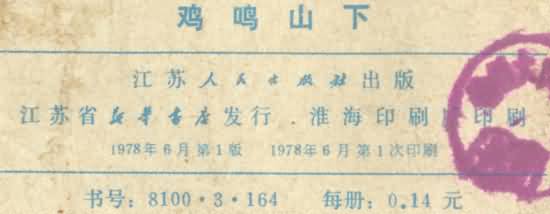 鸡鸣山下
江苏人民出版社出版
江苏省新华书店发行 . 淮海印刷厂印刷
1978年6月第1版 1978年6月第1次印刷
书号：8100·3·164 每册：0.14元